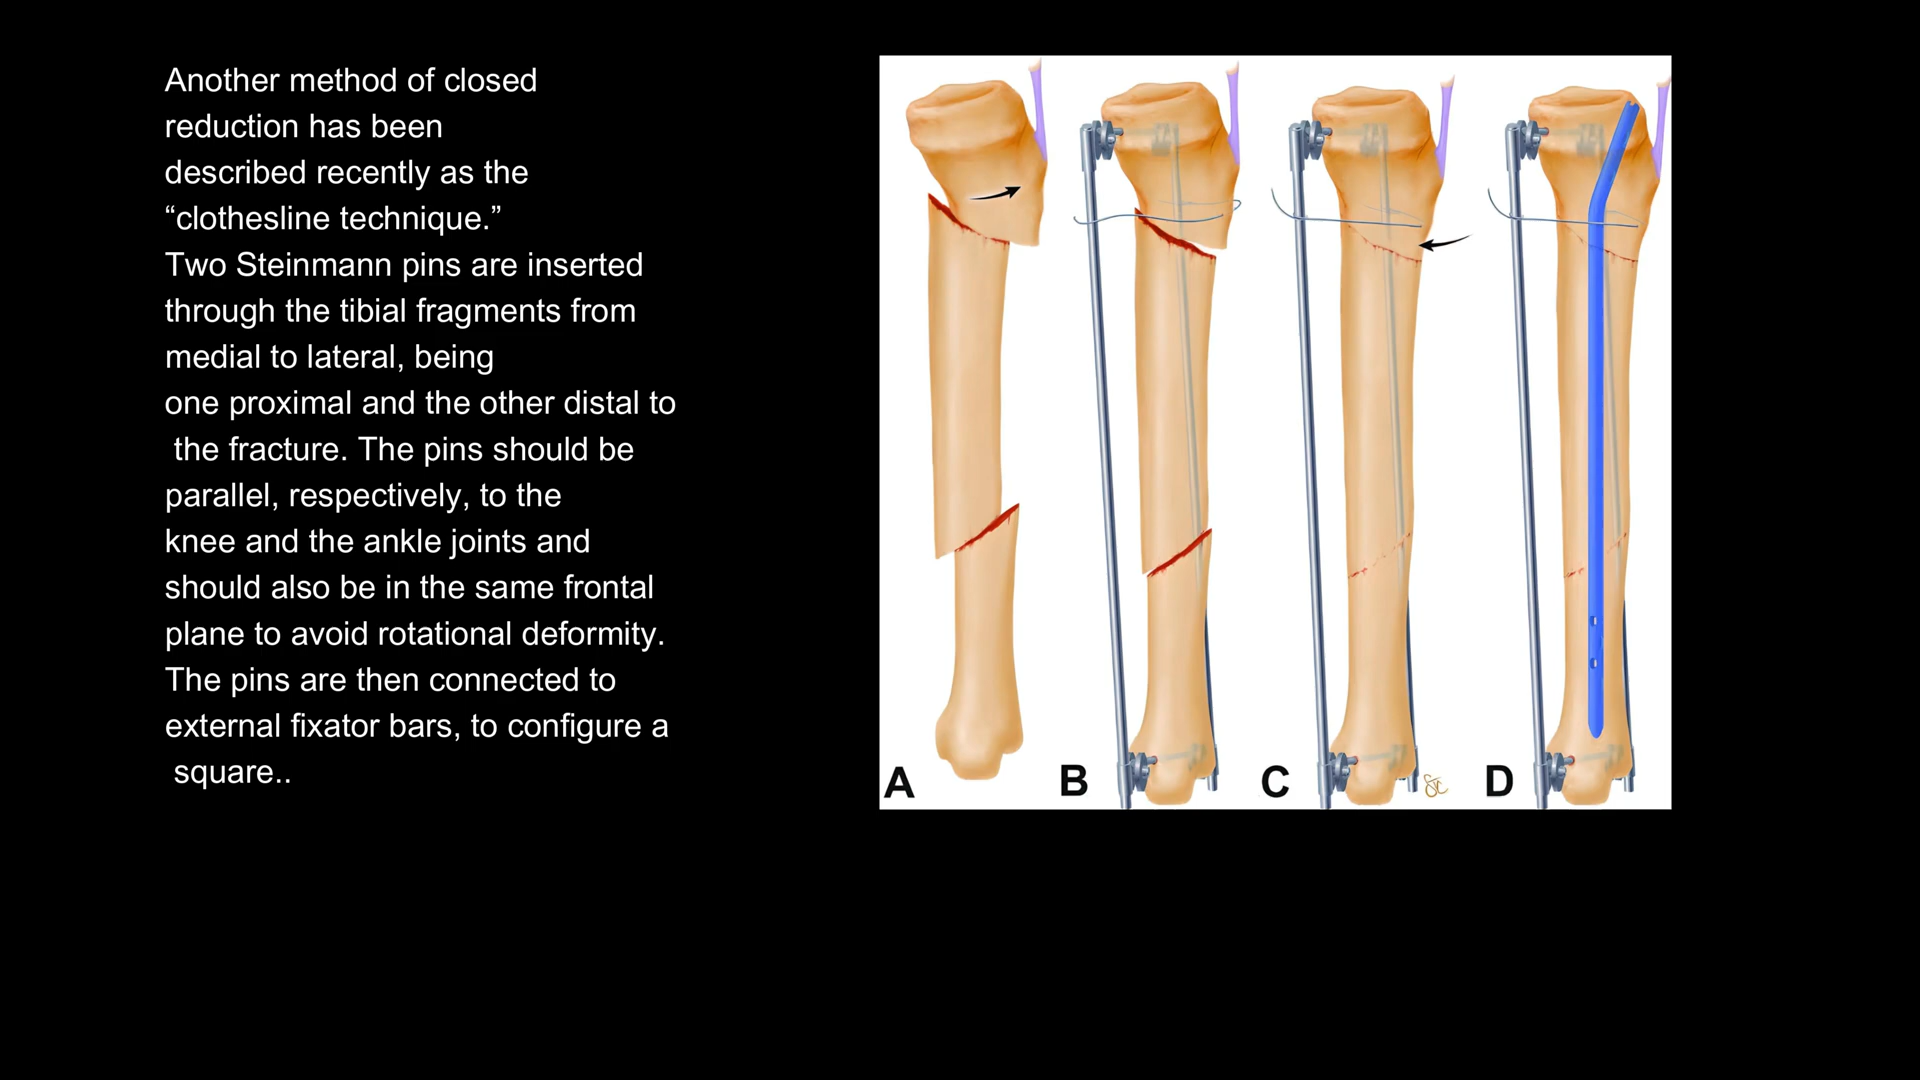 Another method of closed
reduction has been
described recently as the
“clothesline technique.”
Two Steinmann pins are inserted
through the tibial fragments from
medial to lateral, being
one proximal and the other distal to
the fracture. The pins should be
parallel, respectively, to the
knee and the ankle joints and
should also be in the same frontal
plane to avoid rotational deformity.
The pins are then connected to
external fixator bars, to configure a
square..
A B C D